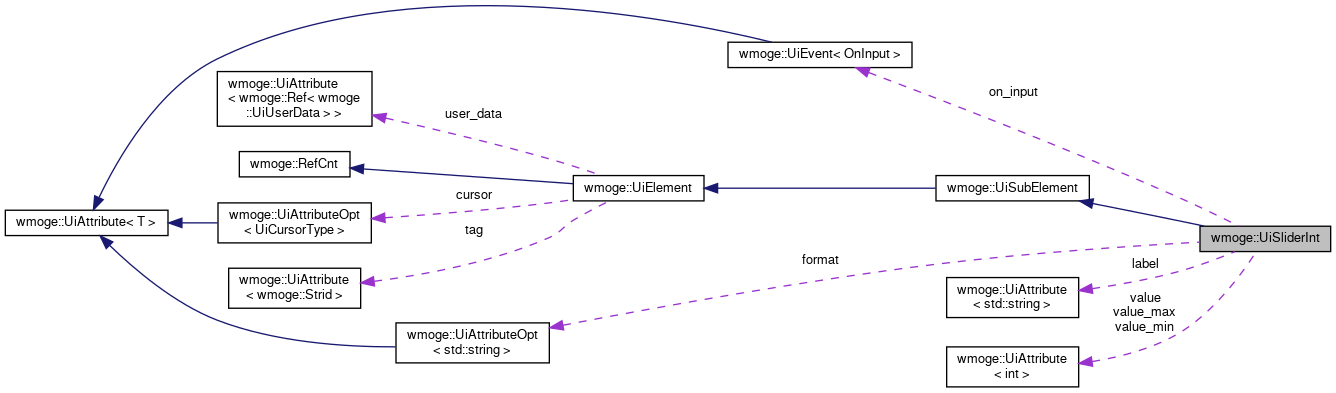 wmoge::UiEvent< OnInput >
wmoge::UiAttribute
< wmoge::Ref< wmoge
::UiUserData > >
on_input
user_data
wmoge::RefCnt
wmoge::UiElement
wmoge::UiSubElement
cursor
wmoge::UiAttribute< T >
wmoge::UiAttributeOpt
< UiCursorType >
tag
wmoge::UiSliderInt
format
label
wmoge::UiAttribute
< wmoge::Strid >
wmoge::UiAttribute
< std::string >
value
value_max
value_min
wmoge::UiAttributeOpt
< std::string >
wmoge::UiAttribute
< int >